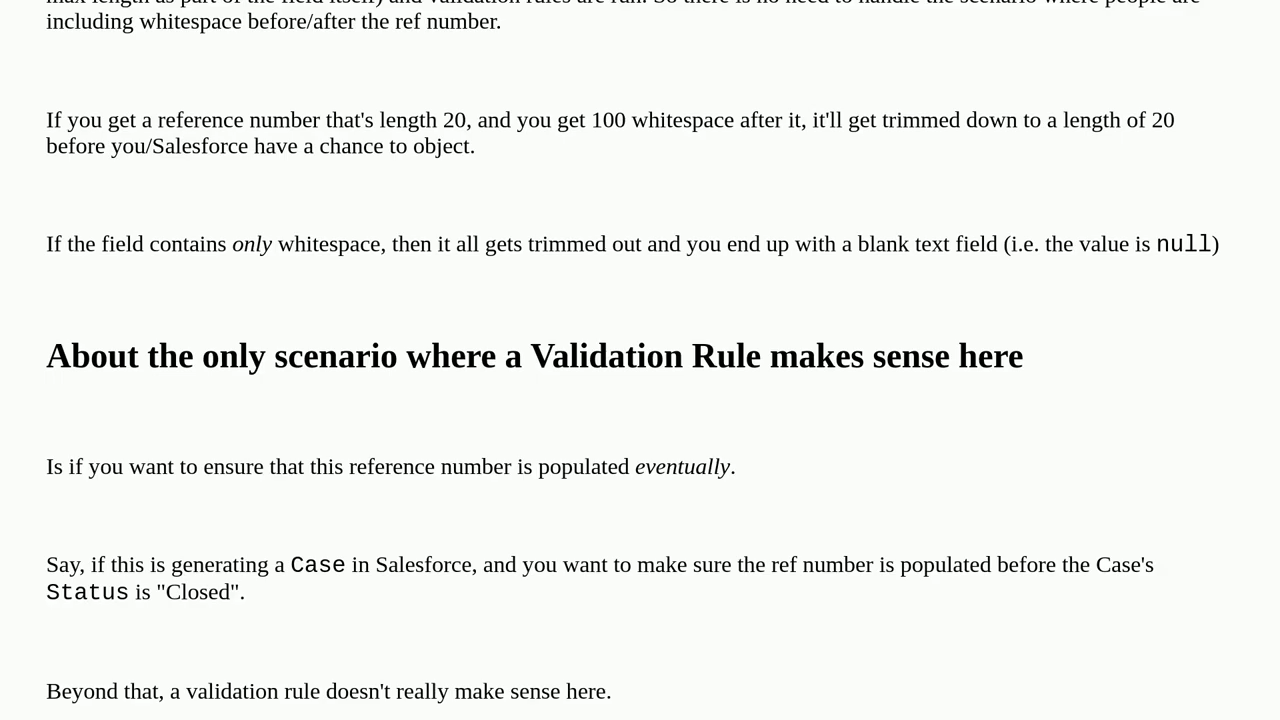 max length as part of the field itself) and validation rules are run. So there is no need to handle the scenario where people are
including whitespace before/after the ref number.
If you get a reference number that's length 20, and you get 100 whitespace after it, it'll get trimmed down to a length of 20
before you/Salesforce have a chance to object.
If the field contains only whitespace, then it all gets trimmed out and you end up with a blank text field (i.e. the value is null)
About the only scenario where a Validation Rule makes sense here
Is if you want to ensure that this reference number is populated eventually.
Say, if this is generating a Case in Salesforce, and you want to make sure the ref number is populated before the Case's
Status is "Closed".
Beyond that, a validation rule doesn't really make sense here.